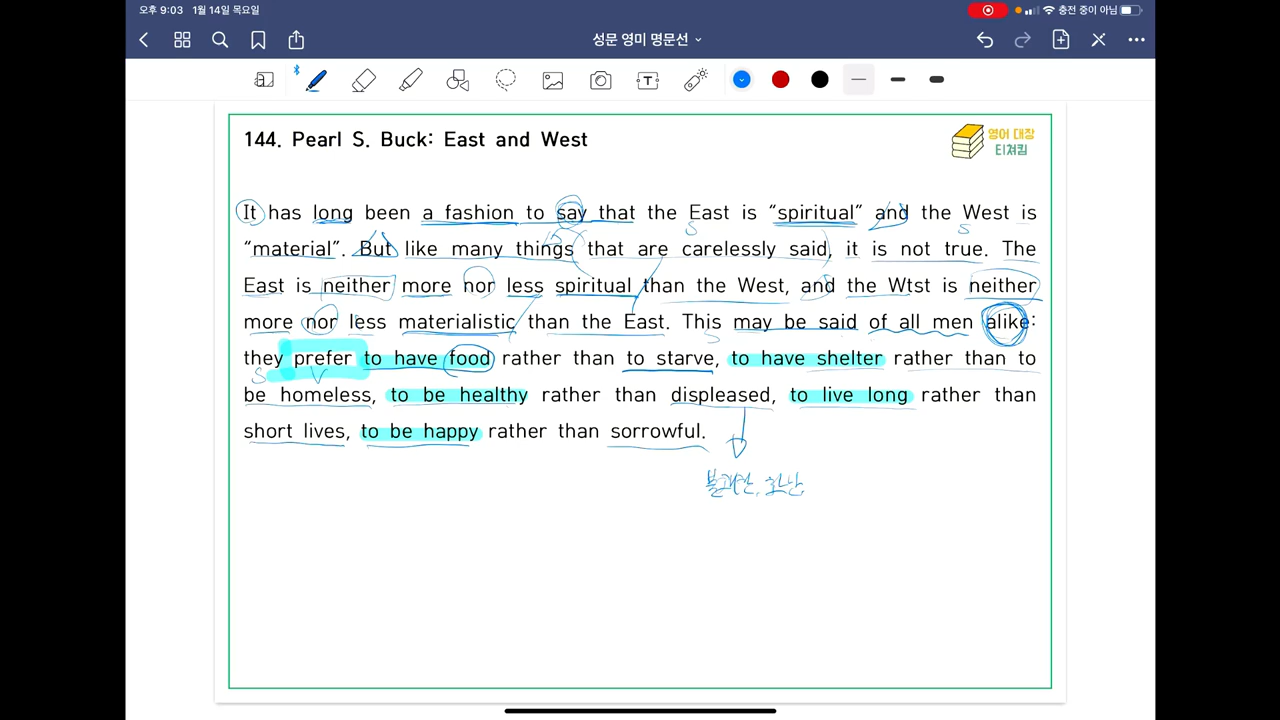 오후 9:03 1월 14일 목요일
충전 중이 아님
성문 영미 명문선
T
144. Pearl S. Buck: East and West
영어 대장
티쳐킴
It has long been a fashion to say that the East is “spiritual” and the West is
“material”. But like many things that are carelessly said, it is not true. The
East is neither more nor less spiritual than the West, and the Wtst is neither
more nor less materialistic than the East. This may be said of all men alike:
they prefer to have food rather than to starve, to have shelter rather than to
be homeless, to be healthy rather than displeased, to live long rather than
short lives, to be happy rather than sorrowful.
불쾌한, 화난